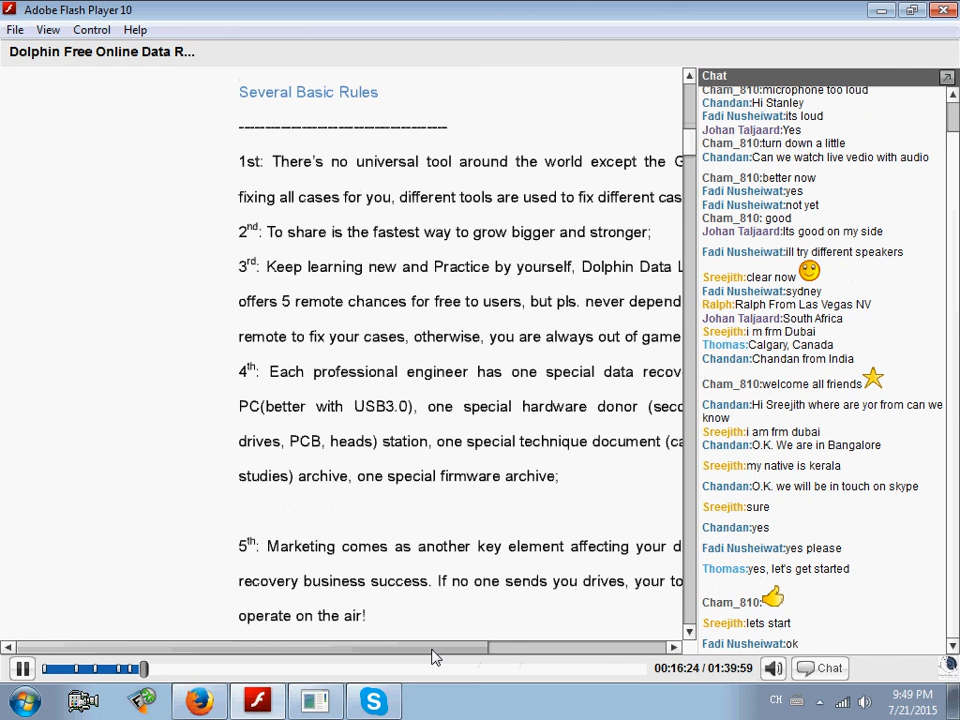 Adobe Flash Player 10
File View Control Help
Dolphin Free Online Data R...
Several Basic Rules
----------------------------------------
1st: There's no universal tool around the world except the G
fixing all cases for you, different tools are used to fix different cas
2nd: To share is the fastest way to grow bigger and stronger;
3rd: Keep learning new and Practice by yourself, Dolphin Data L
offers 5 remote chances for free to users, but pls. never depend
remote to fix your cases, otherwise, you are always out of game
4th: Each professional engineer has one special data recov
PC(better with USB3.0), one special hardware donor (seco
drives, PCB, heads) station, one special technique document (ca
studies) archive, one special firmware archive;
5th: Marketing comes as another key element affecting your d
recovery business success. If no one sends you drives, your to
operate on the air!
Chat
Cham_810:microphone too loud
Chandan:Hi Stanley
Fadi Nusheiwat:its loud
Johan Taljaard:Yes
Cham_810:turn down a little
Chandan:Can we watch live vedio with audio
Cham_810:better now
Fadi Nusheiwat:yes
Fadi Nusheiwat:not yet
Cham_810: good
Johan Taljaard:Its good on my side
Fadi Nusheiwat:ill try different speakers
Sreejith:clear now
Fadi Nusheiwat:sydney
Ralph:Ralph From Las Vegas NV
Johan Taljaard:South Africa
Sreejith:i m frm Dubai
Thomas:Calgary, Canada
Chandan:Chandan from India
Cham_810:welcome all friends
Chandan:Hi Sreejith where are yor from can we
know
Sreejith:i am frm dubai
Chandan:O.K. We are in Bangalore
Sreejith:my native is kerala
Chandan:O.K. we will be in touch on skype
Sreejith:sure
Chandan:yes
Fadi Nusheiwat:yes please
Thomas:yes, let's get started
Cham_810:
Sreejith:lets start
Fadi Nusheiwat:ok
00:16:24 / 01:39:59 Chat
CH
9:49 PM
7/21/2015